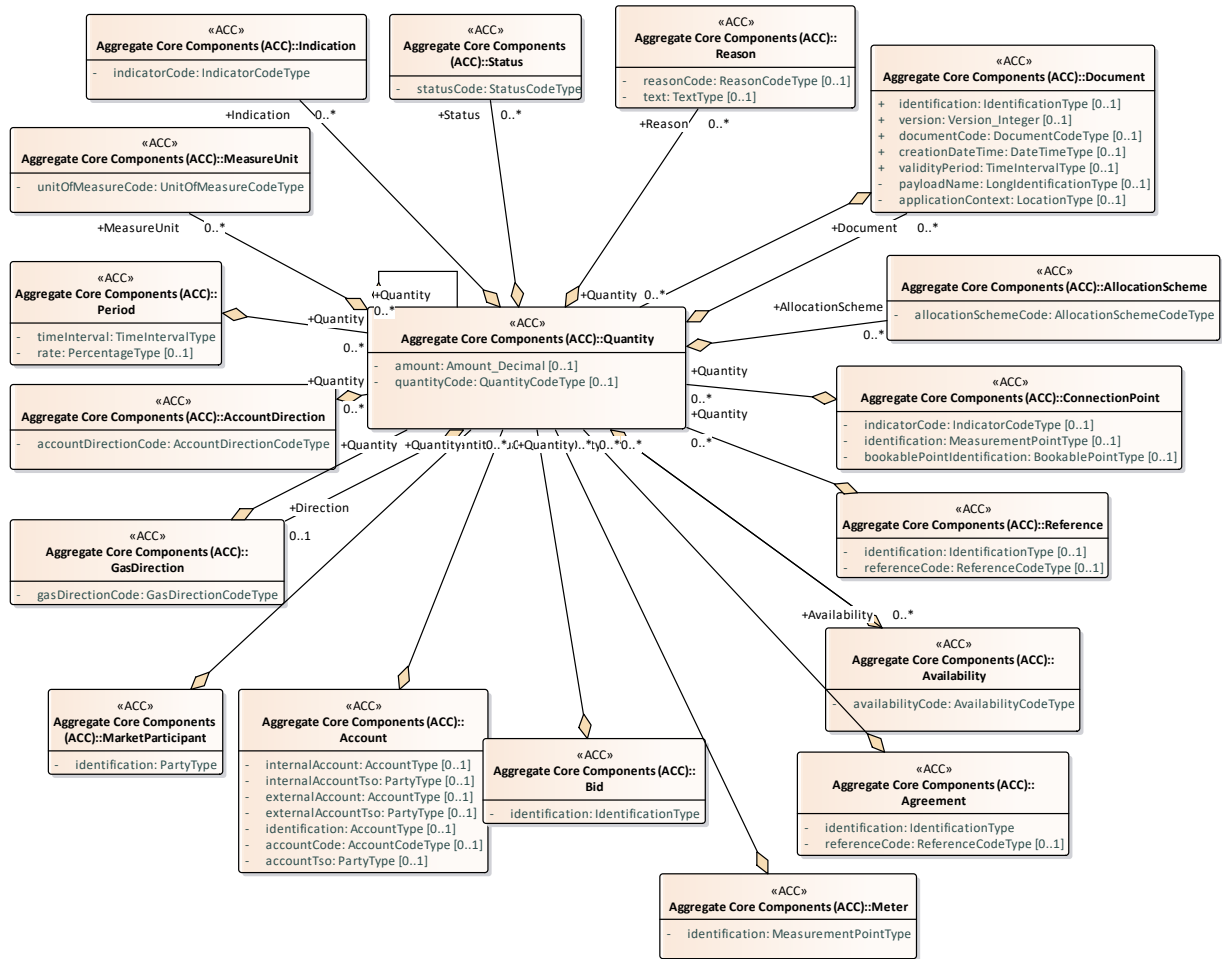 «ACC»
Aggregate Core Components (ACC)::Indication
- indicatorCode: IndicatorCodeType
«ACC»
Aggregate Core Components
(ACC)::Status
- statusCode: StatusCodeType
«ACC»
Aggregate Core Components (ACC)::
Reason
- reasonCode: ReasonCodeType [0..1]
- text: TextType [0..1]
«ACC»
Aggregate Core Components (ACC)::Document
+ identification: IdentificationType [0..1]
+ version: Version_Integer [0..1]
+ documentCode: DocumentCodeType [0..1]
+ creationDateTime: DateTimeType [0..1]
+ validityPeriod: TimeIntervalType [0..1]
- payloadName: LongIdentificationType [0..1]
- applicationContext: LocationType [0..1]
+Indication 0..*
+Status 0..*
+Reason 0..*
«ACC»
Aggregate Core Components (ACC)::MeasureUnit
- unitOfMeasureCode: UnitOfMeasureCodeType
+MeasureUnit 0..*
+Document 0..*
«ACC»
Aggregate Core Components (ACC)::
Period
- timeInterval: TimeIntervalType
- rate: PercentageType [0..1]
+Quantity
0..*
+Quantity
0..*
+Quantity 0..*
«ACC»
Aggregate Core Components (ACC)::AllocationScheme
- allocationSchemeCode: AllocationSchemeCodeType
+AllocationScheme
0..*
«ACC»
Aggregate Core Components (ACC)::Quantity
- amount: Amount_Decimal [0..1]
- quantityCode: QuantityCodeType [0..1]
«ACC»
Aggregate Core Components (ACC)::AccountDirection
- accountDirectionCode: AccountDirectionCodeType
+Quantity
0..*
+Quantity
0..*
+Quantity
0..*
«ACC»
Aggregate Core Components (ACC)::ConnectionPoint
- indicatorCode: IndicatorCodeType [0..1]
- identification: MeasurementPointType [0..1]
- bookablePointIdentification: BookablePointType [0..1]
+Quantity
+Quantity
0..*
+Quantity
0..*
0..*
«ACC»
Aggregate Core Components (ACC)::Reference
- identification: IdentificationType [0..1]
- referenceCode: ReferenceCodeType [0..1]
+Direction
0..1
«ACC»
Aggregate Core Components (ACC)::
GasDirection
- gasDirectionCode: GasDirectionCodeType
+Availability 0..*
«ACC»
Aggregate Core Components (ACC)::
Availability
- availabilityCode: AvailabilityCodeType
«ACC»
Aggregate Core Components
(ACC)::MarketParticipant
- identification: PartyType
«ACC»
Aggregate Core Components (ACC)::
Account
- internalAccount: AccountType [0..1]
- internalAccountTso: PartyType [0..1]
- externalAccount: AccountType [0..1]
- externalAccountTso: PartyType [0..1]
- identification: AccountType [0..1]
- accountCode: AccountCodeType [0..1]
- accountTso: PartyType [0..1]
«ACC»
Aggregate Core Components (ACC)::
Bid
- identification: IdentificationType
«ACC»
Aggregate Core Components (ACC)::
Agreement
- identification: IdentificationType
- referenceCode: ReferenceCodeType [0..1]
«ACC»
Aggregate Core Components (ACC)::Meter
- identification: MeasurementPointType